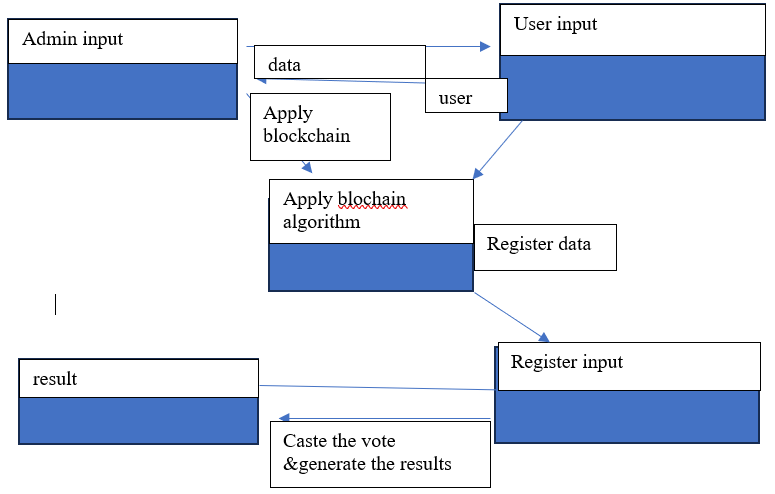 Admin input
User input
data
user
Apply
blockchain
Apply blochain
algorithm
Register data
Register input
result
Caste the vote
&generate the results